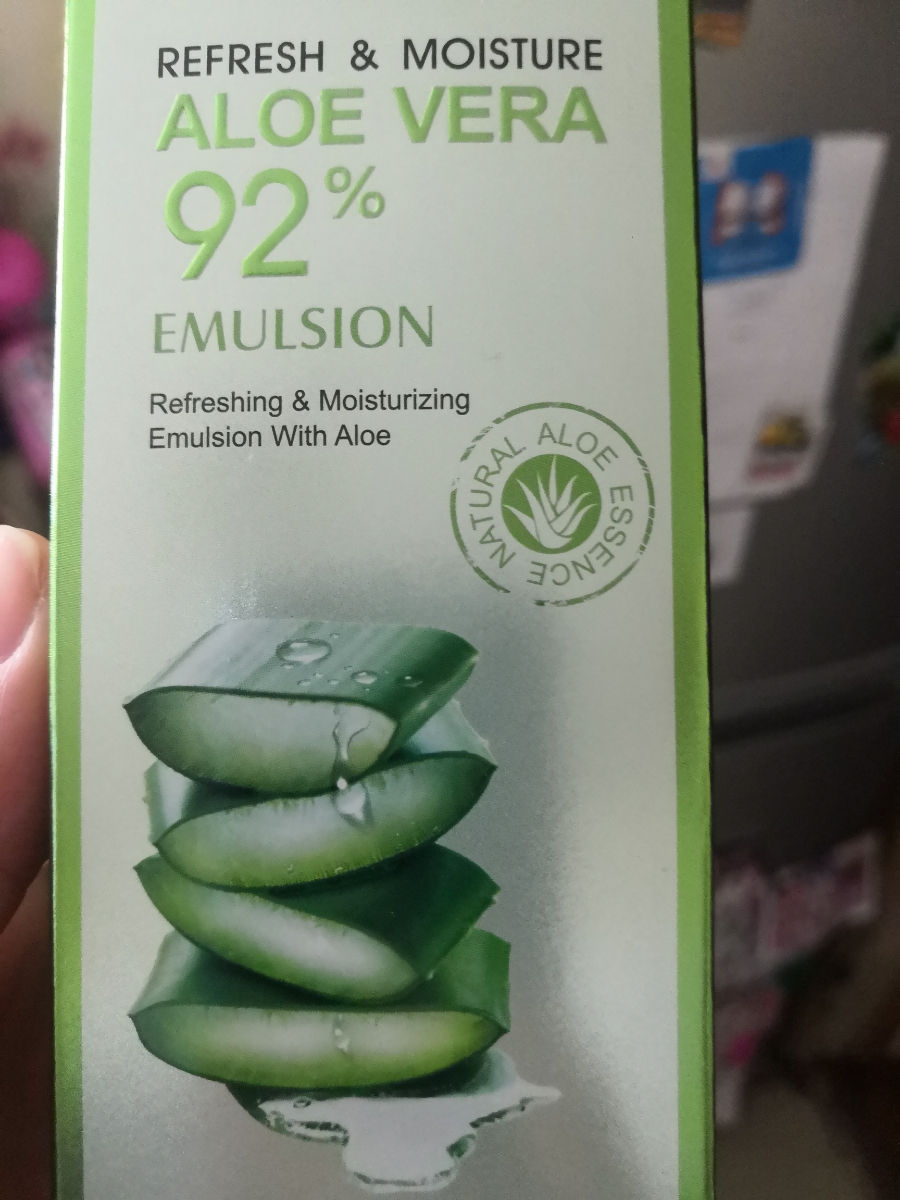 REFRESH & MOISTURE
ALOE VERA
92%
EMULSION
Refreshing & Moisturizing
Emulsion With Aloe
NATURAL ALOE ESSENCE